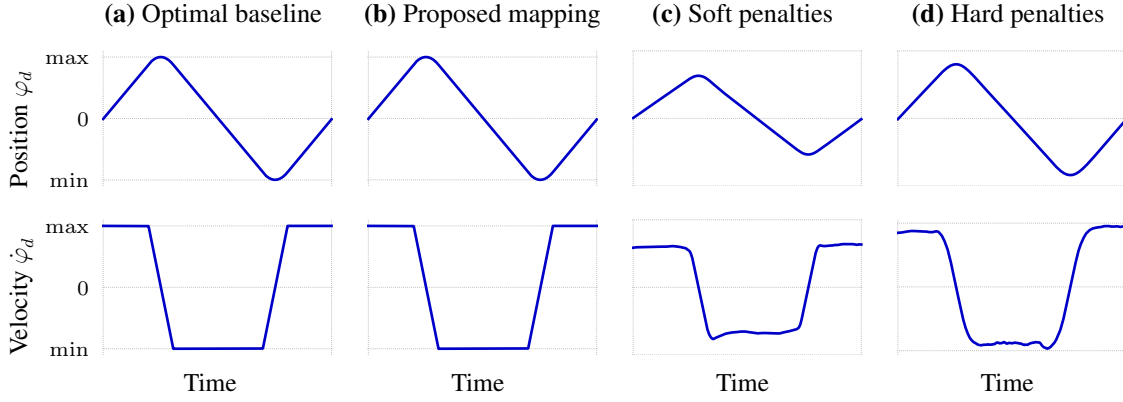 (a) Optimal baseline (b) Proposed mapping (c) Soft penalties (d) Hard penalties
Position φ_d
max
0
min
Velocity φ̇_d
max
0
min
Time Time Time Time